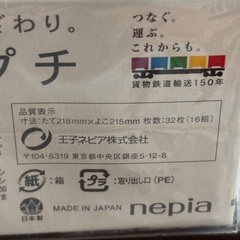 だわり。
プチ
つなぐ。
運ぶ。
これからも。
貨物鉄道輸送150年
品質表示
寸法:たて218mm×よこ215mm 枚数:32枚(16組)
王子ネピア株式会社
〒104-8319 東京都中央区銀座5-12-8
紙:箱
プラ:取り出し口(PE)
日本製
MADE IN JAPAN
nepia